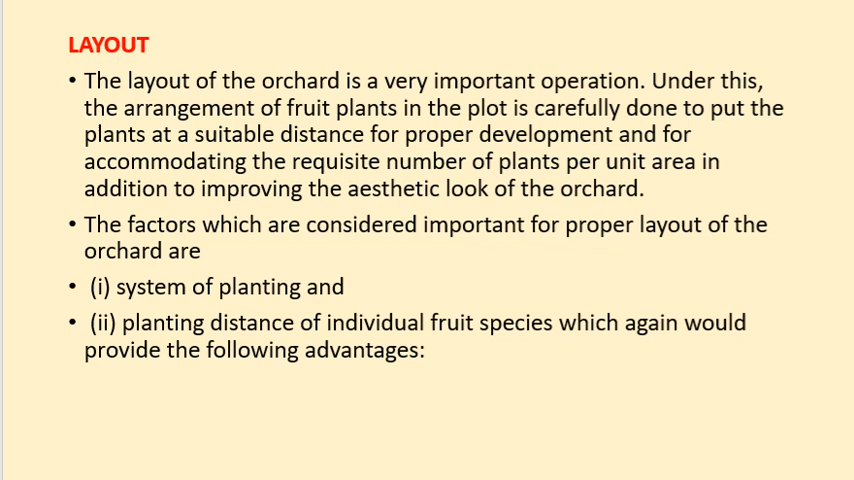 LAYOUT
• The layout of the orchard is a very important operation. Under this,
the arrangement of fruit plants in the plot is carefully done to put the
plants at a suitable distance for proper development and for
accommodating the requisite number of plants per unit area in
addition to improving the aesthetic look of the orchard.
• The factors which are considered important for proper layout of the
orchard are
• (i) system of planting and
• (ii) planting distance of individual fruit species which again would
provide the following advantages: